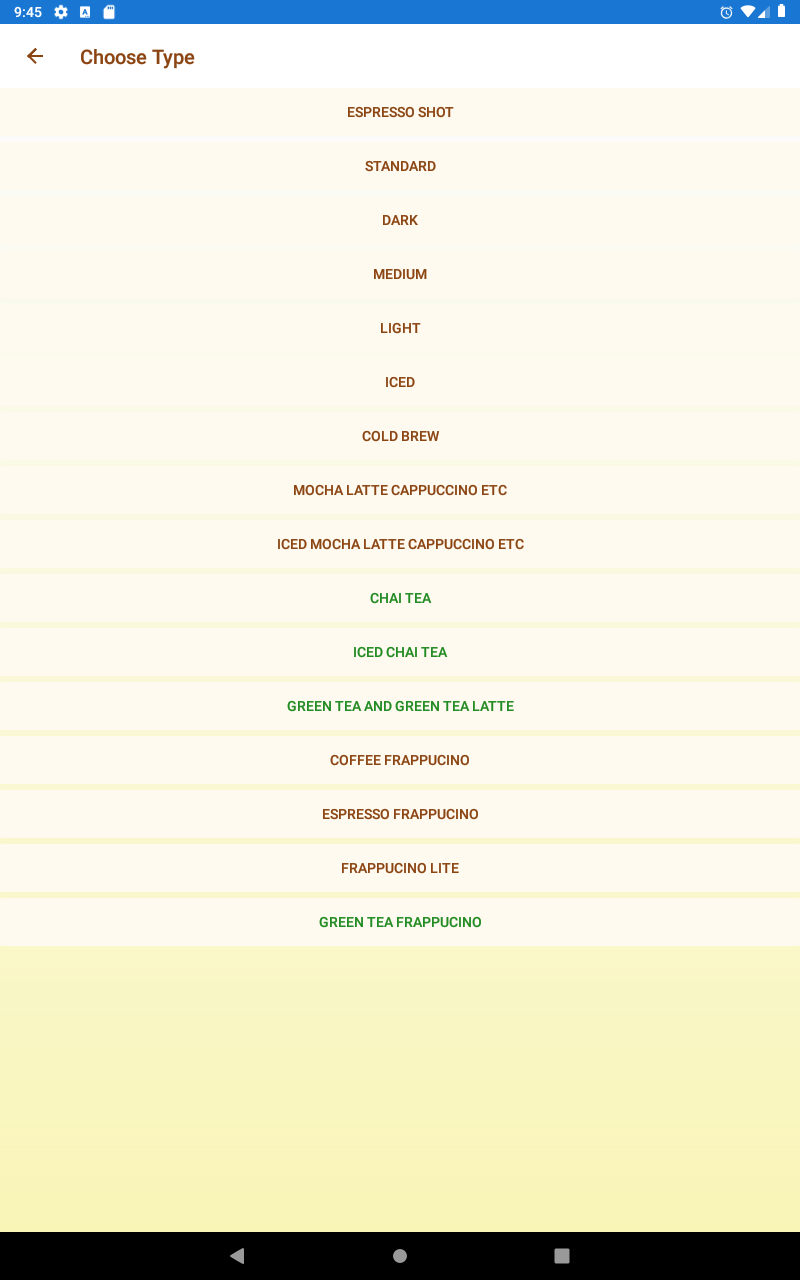 9:45
Choose Type
ESPRESSO SHOT
STANDARD
DARK
MEDIUM
LIGHT
ICED
COLD BREW
MOCHA LATTE CAPPUCCINO ETC
ICED MOCHA LATTE CAPPUCCINO ETC
CHAI TEA
ICED CHAI TEA
GREEN TEA AND GREEN TEA LATTE
COFFEE FRAPPUCINO
ESPRESSO FRAPPUCINO
FRAPPUCINO LITE
GREEN TEA FRAPPUCINO